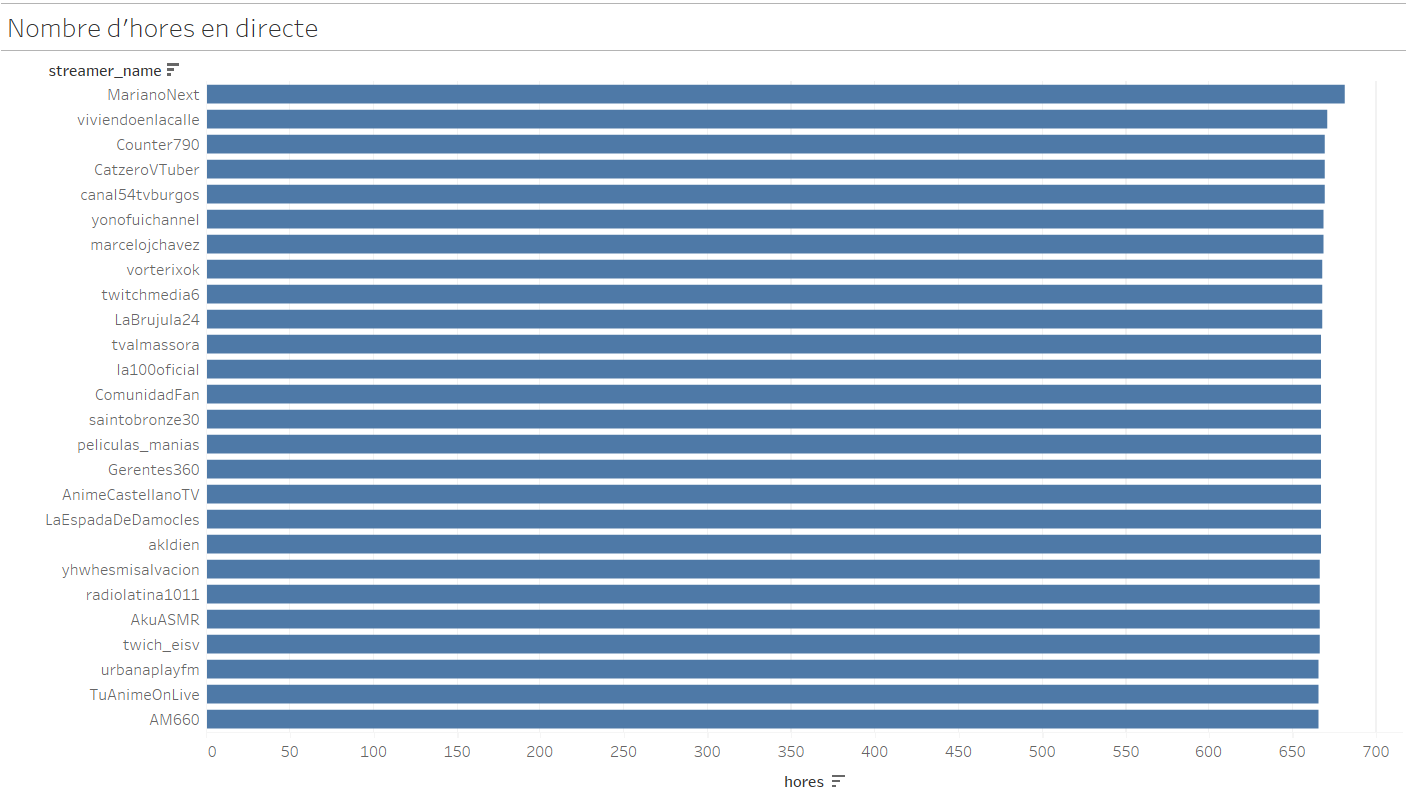 Nombre d'hores en directe
streamer_name
MarianoNext
viviendoenlacalle
Counter790
CatzeroVTuber
canal54tvburgos
yonofuichannel
marcelojchavez
vorterixok
twitchmedia6
LaBrujula24
tvalmassora
la100oficial
ComunidadFan
saintobronze30
peliculas_manias
Gerentes360
AnimeCastellanoTV
LaEspadaDeDamocles
akldien
yhwhesmisalvacion
radiolatina1011
AkuASMR
twich_eisv
urbanaplayfm
TuAnimeOnLive
AM660
0 50 100 150 200 250 300 350 400 450 500 550 600 650 700
hores